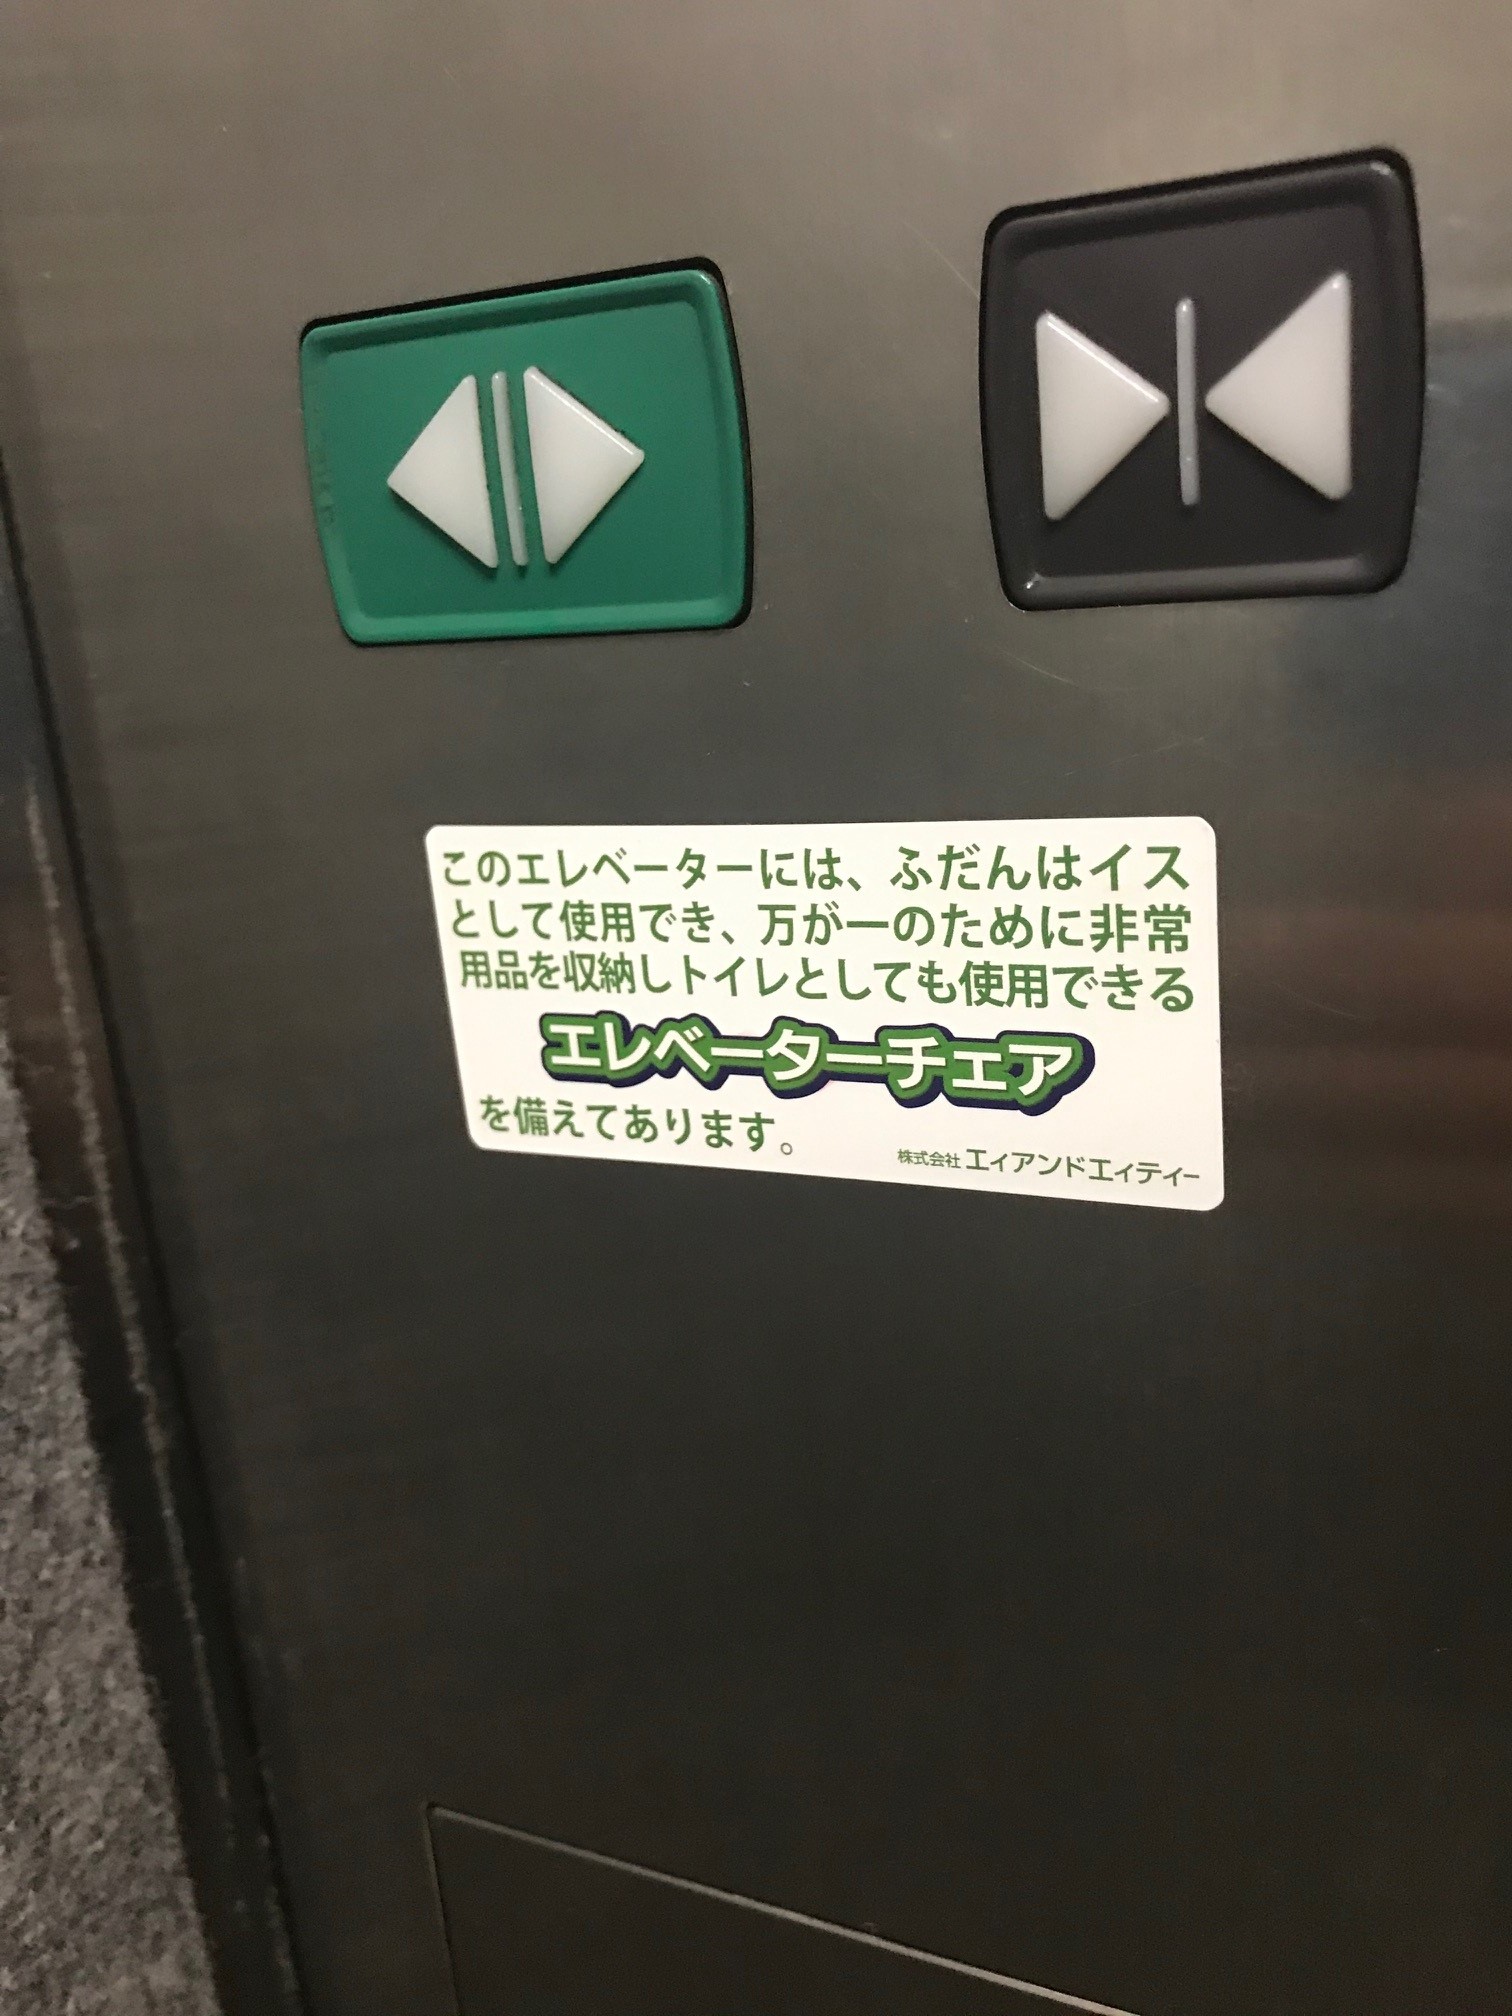 このエレベーターには、ふだんはイス
として使用でき、万が一のために非常
用品を収納しトイレとしても使用できる
エレベーターチェア
を備えてあります。
株式会社エィアンドエィティー